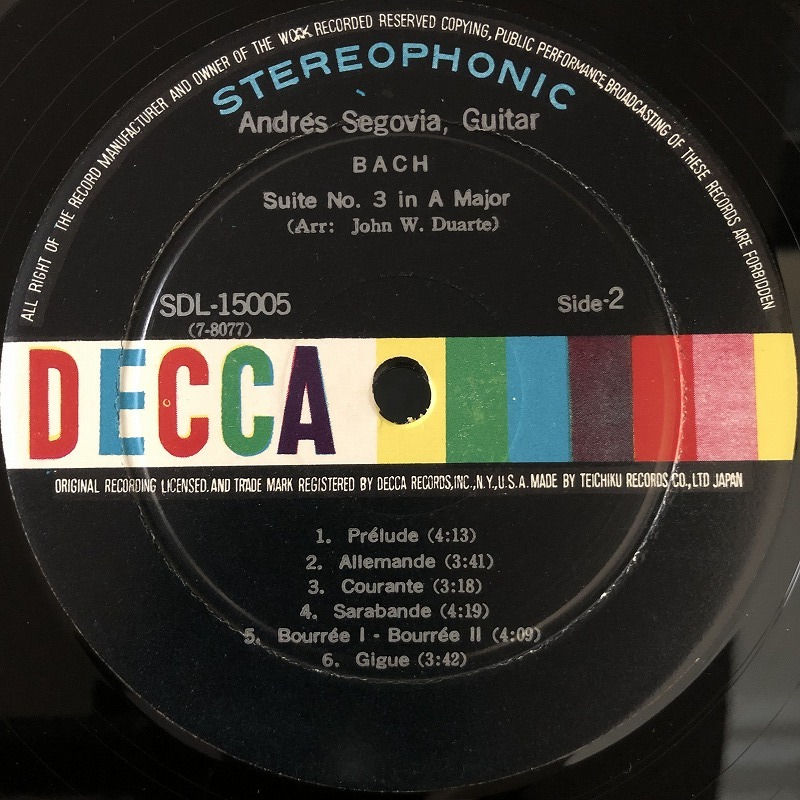 ALL RIGHT OF THE RECORD MANUFACTURER AND OWNER OF THE WORK RECORDED RESERVED COPYING, PUBLIC PERFORMANCE, BROADCASTING OF THESE RECORDS ARE FORBIDDEN
STEREOPHONIC
Andrés Segovia, Guitar
BACH
Suite No. 3 in A Major
(Arr: John W. Duarte)
SDL-15005
(7-8077)
Side-2
DECCA
ORIGINAL RECORDING LICENSED. AND TRADE MARK REGISTERED BY DECCA RECORDS, INC., N.Y., U.S.A. MADE BY TEICHIKU RECORDS CO., LTD JAPAN
1. Prélude (4:13)
2. Allemande (3:41)
3. Courante (3:18)
4. Sarabande (4:19)
5. Bourrée I - Bourrée II (4:09)
6. Gigue (3:42)